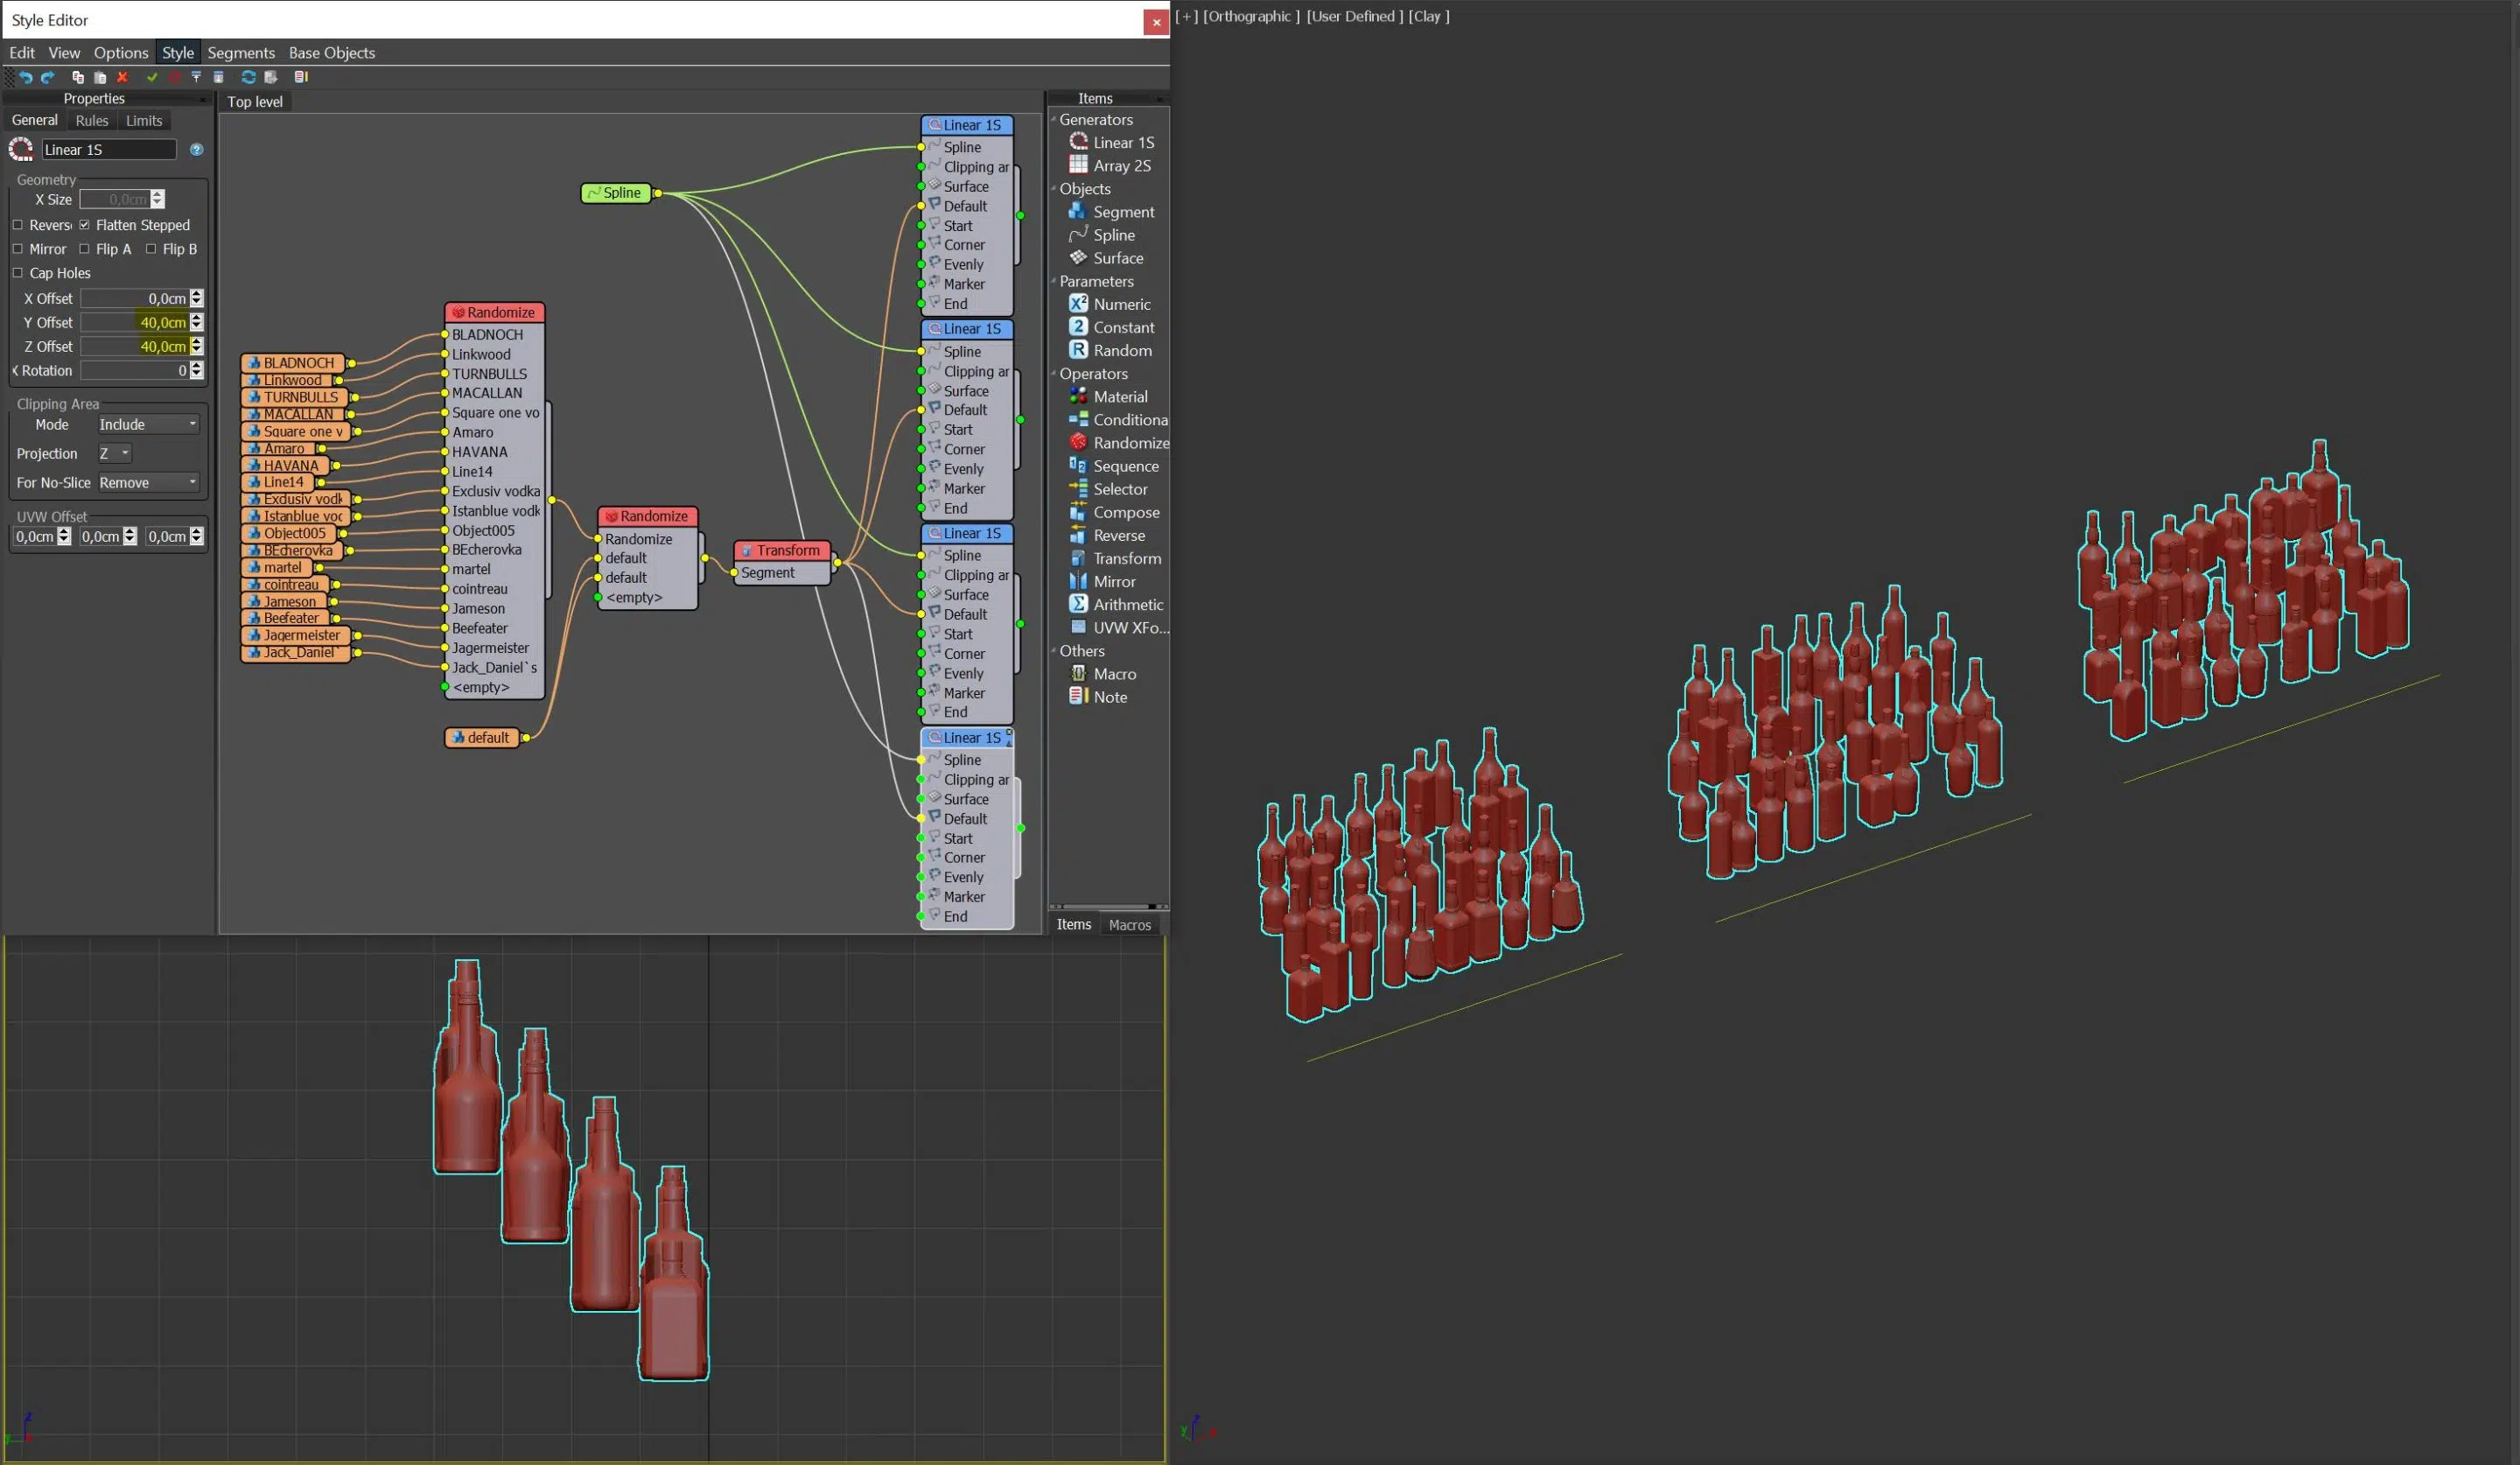 Style Editor
Edit View Options Style Segments Base Objects
Properties
General Rules Limits
Linear 1S
Geometry
X Size 0,0cm
Revers Flatten Stepped
Mirror Flip A Flip B
Cap Holes
X Offset 0,0cm
Y Offset 40,0cm
Z Offset 40,0cm
X Rotation 0
Clipping Area
Mode Include
Projection Z
For No-Slice Remove
UVW Offset
0,0cm 0,0cm 0,0cm
Top level
Spline
BLADNOCH
Linkwood
TURNBULLS
MACALLAN
Square one v
Amaro
HAVANA
Line14
Exclusiv vodk
Istanblue voc
Object005
BEcherovka
martel
cointreau
Jameson
Beefeater
Jagermeister
Jack_Daniel`
Randomize
BLADNOCH
Linkwood
TURNBULLS
MACALLAN
Square one vo
Amaro
HAVANA
Line14
Exclusiv vodka
Istanblue vodk
Object005
BEcherovka
martel
cointreau
Jameson
Beefeater
Jagermeister
Jack_Daniel`s
<empty>
default
Randomize
Randomize
default
default
<empty>
Transform
Segment
Linear 1S
Spline
Clipping ar
Surface
Default
Start
Corner
Evenly
Marker
End
Linear 1S
Spline
Clipping ar
Surface
Default
Start
Corner
Evenly
Marker
End
Linear 1S
Spline
Clipping ar
Surface
Default
Start
Corner
Evenly
Marker
End
Linear 1S
Spline
Clipping ar
Surface
Default
Start
Corner
Evenly
Marker
End
Items
Generators
Linear 1S
Array 2S
Objects
Segment
Spline
Surface
Parameters
Numeric
Constant
Random
Operators
Material
Conditiona
Randomize
Sequence
Selector
Compose
Reverse
Transform
Mirror
Arithmetic
UVW XFo...
Others
Macro
Note
Items Macros
[+] [Orthographic ] [User Defined ] [Clay ]